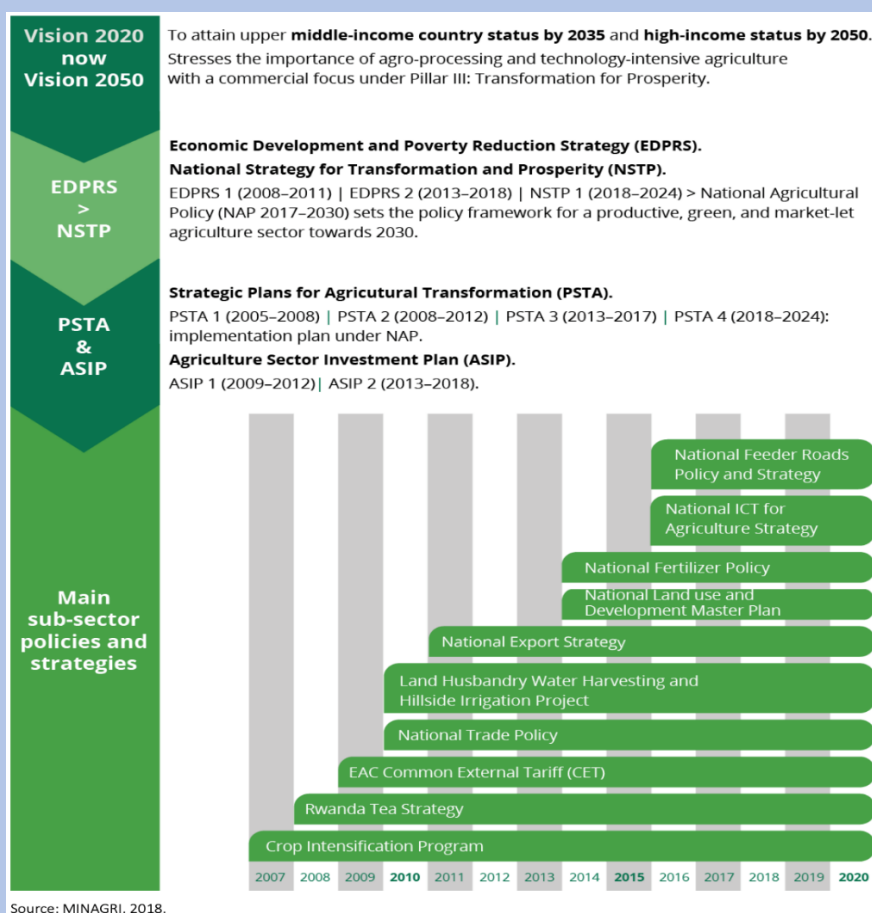 Vision 2020
now
Vision 2050
To attain upper middle-income country status by 2035 and high-income status by 2050.
Stresses the importance of agro-processing and technology-intensive agriculture
with a commercial focus under Pillar III: Transformation for Prosperity.
EDPRS
>
NSTP
Economic Development and Poverty Reduction Strategy (EDPRS).
National Strategy for Transformation and Prosperity (NSTP).
EDPRS 1 (2008–2011) | EDPRS 2 (2013–2018) | NSTP 1 (2018–2024) > National Agricultural
Policy (NAP 2017–2030) sets the policy framework for a productive, green, and market-let
agriculture sector towards 2030.
PSTA
&
ASIP
Strategic Plans for Agricutural Transformation (PSTA).
PSTA 1 (2005–2008) | PSTA 2 (2008–2012) | PSTA 3 (2013–2017) | PSTA 4 (2018–2024):
implementation plan under NAP.
Agriculture Sector Investment Plan (ASIP).
ASIP 1 (2009–2012)| ASIP 2 (2013–2018).
Main
sub-sector
policies and
strategies
National Feeder Roads
Policy and Strategy
National ICT for
Agriculture Strategy
National Fertilizer Policy
National Land use and
Development Master Plan
National Export Strategy
Land Husbandry Water Harvesting and
Hillside Irrigation Project
National Trade Policy
EAC Common External Tariff (CET)
Rwanda Tea Strategy
Crop Intensification Program
2007 2008 2009 2010 2011 2012 2013 2014 2015 2016 2017 2018 2019 2020
Source: MINAGRI, 2018.